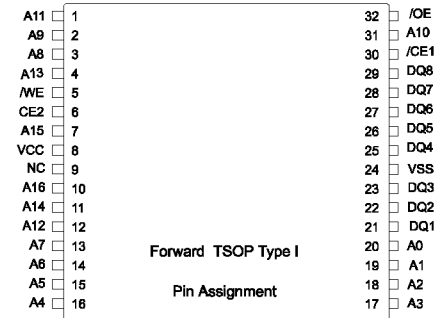 A11 1 32 /OE
A9 2 31 A10
A8 3 30 /CE1
A13 4 29 DQ8
/WE 5 28 DQ7
CE2 6 27 DQ6
A15 7 26 DQ5
VCC 8 25 DQ4
NC 9 24 VSS
A16 10 23 DQ3
A14 11 22 DQ2
A12 12 21 DQ1
A7 13 Forward TSOP Type I 20 A0
A6 14 19 A1
A5 15 Pin Assignment 18 A2
A4 16 17 A3